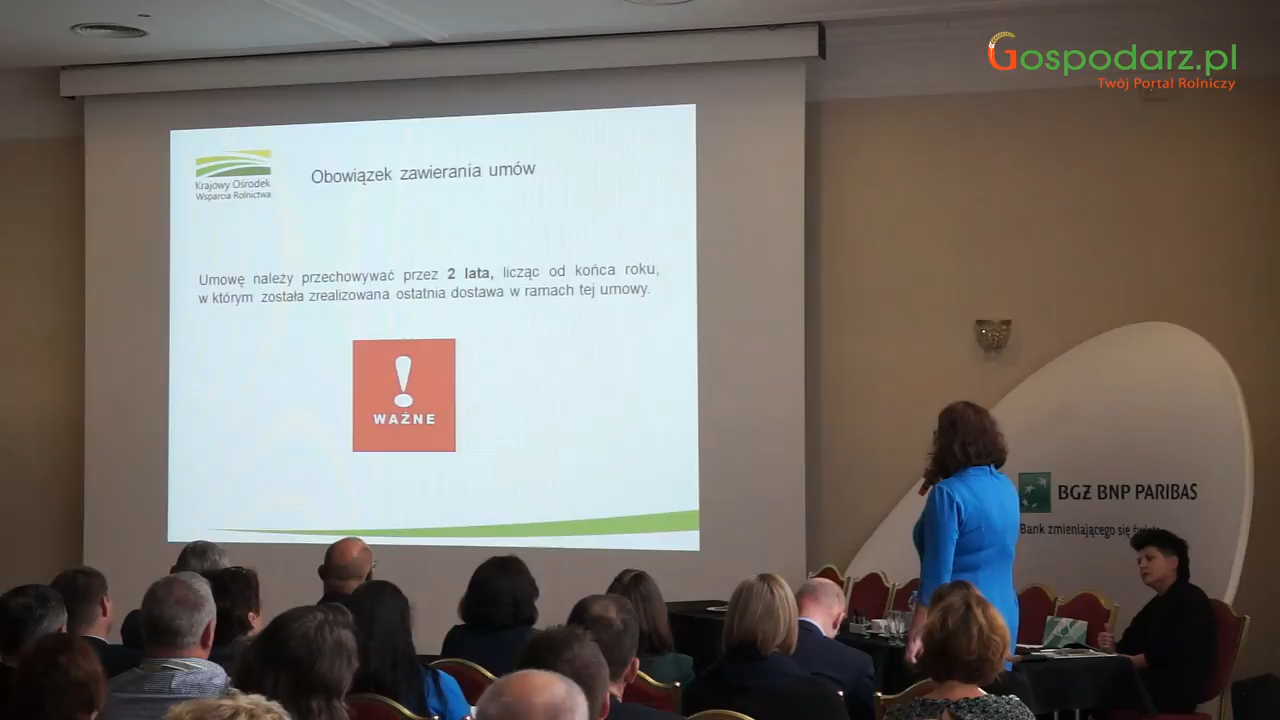 Gospodarz.pl
Twój Portal Rolniczy
Krajowy Ośrodek
Wsparcia Rolnictwa
Obowiązek zawierania umów
Umowę należy przechowywać przez 2 lata, licząc od końca roku,
w którym została zrealizowana ostatnia dostawa w ramach tej umowy.
WAŻNE
BGŻ BNP PARIBAS
Bank zmieniającego się